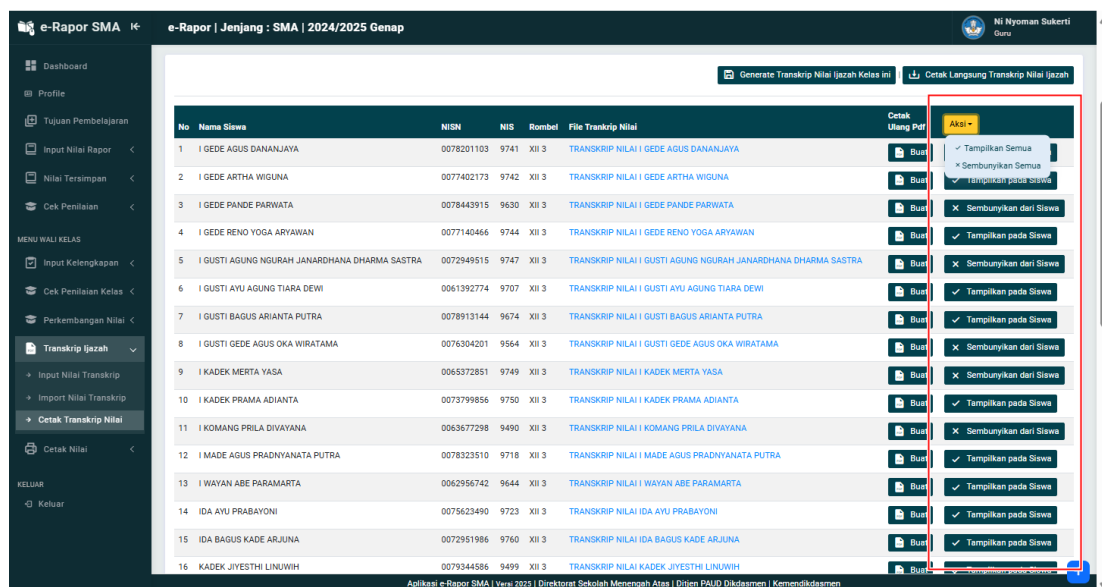 e-Rapor SMA
e-Rapor | Jenjang : SMA | 2024/2025 Genap
Ni Nyoman Sukerti
Guru
Dashboard
Profile
Tujuan Pembelajaran
Input Nilai Rapor
Nilai Tersimpan
Cek Penilaian
MENU WALI KELAS
Input Kelengkapan
Cek Penilaian Kelas
Perkembangan Nilai
Transkrip Ijazah
Input Nilai Transkrip
Import Nilai Transkrip
Cetak Transkrip Nilai
Cetak Nilai
KELUAR
Keluar
Generate Transkrip Nilai Ijazah Kelas ini | Cetak Langsung Transkrip Nilai Ijazah
No Nama Siswa NISN NIS Rombel File Trankrip Nilai Cetak Ulang Pdf Aksi
Tampilkan Semua
Sembunyikan Semua
1 I GEDE AGUS DANANJAYA 0078201103 9741 XII 3 TRANSKRIP NILAI I GEDE AGUS DANANJAYA Buat
2 I GEDE ARTHA WIGUNA 0077402173 9742 XII 3 TRANSKRIP NILAI I GEDE ARTHA WIGUNA Buat Tampilkan pada Siswa
3 I GEDE PANDE PARWATA 0078443915 9630 XII 3 TRANSKRIP NILAI I GEDE PANDE PARWATA Buat Sembunyikan dari Siswa
4 I GEDE RENO YOGA ARYAWAN 0077140466 9744 XII 3 TRANSKRIP NILAI I GEDE RENO YOGA ARYAWAN Buat Tampilkan pada Siswa
5 I GUSTI AGUNG NGURAH JANARDHANA DHARMA SASTRA 0072949515 9747 XII 3 TRANSKRIP NILAI I GUSTI AGUNG NGURAH JANARDHANA DHARMA SASTRA Buat Sembunyikan dari Siswa
6 I GUSTI AYU AGUNG TIARA DEWI 0061392774 9707 XII 3 TRANSKRIP NILAI I GUSTI AYU AGUNG TIARA DEWI Buat Tampilkan pada Siswa
7 I GUSTI BAGUS ARIANTA PUTRA 0078913144 9674 XII 3 TRANSKRIP NILAI I GUSTI BAGUS ARIANTA PUTRA Buat Tampilkan pada Siswa
8 I GUSTI GEDE AGUS OKA WIRATAMA 0076304201 9564 XII 3 TRANSKRIP NILAI I GUSTI GEDE AGUS OKA WIRATAMA Buat Sembunyikan dari Siswa
9 I KADEK MERTA YASA 0065372851 9749 XII 3 TRANSKRIP NILAI I KADEK MERTA YASA Buat Sembunyikan dari Siswa
10 I KADEK PRAMA ADIANTA 0073799856 9750 XII 3 TRANSKRIP NILAI I KADEK PRAMA ADIANTA Buat Tampilkan pada Siswa
11 I KOMANG PRILA DIVAYANA 0063677298 9490 XII 3 TRANSKRIP NILAI I KOMANG PRILA DIVAYANA Buat Sembunyikan dari Siswa
12 I MADE AGUS PRADNYANATA PUTRA 0078323510 9718 XII 3 TRANSKRIP NILAI I MADE AGUS PRADNYANATA PUTRA Buat Tampilkan pada Siswa
13 I WAYAN ABE PARAMARTA 0062956742 9644 XII 3 TRANSKRIP NILAI I WAYAN ABE PARAMARTA Buat Tampilkan pada Siswa
14 IDA AYU PRABAYONI 0075623490 9723 XII 3 TRANSKRIP NILAI IDA AYU PRABAYONI Buat Tampilkan pada Siswa
15 IDA BAGUS KADE ARJUNA 0072951986 9760 XII 3 TRANSKRIP NILAI IDA BAGUS KADE ARJUNA Buat Tampilkan pada Siswa
16 KADEK JIYESTHI LINUWIH 0079344586 9499 XII 3 TRANSKRIP NILAI KADEK JIYESTHI LINUWIH Buat Tampilkan pada Siswa
Aplikasi e-Rapor SMA | Versi 2025 | Direktorat Sekolah Menengah Atas | Ditjen PAUD Dikdasmen | Kemendikdasmen